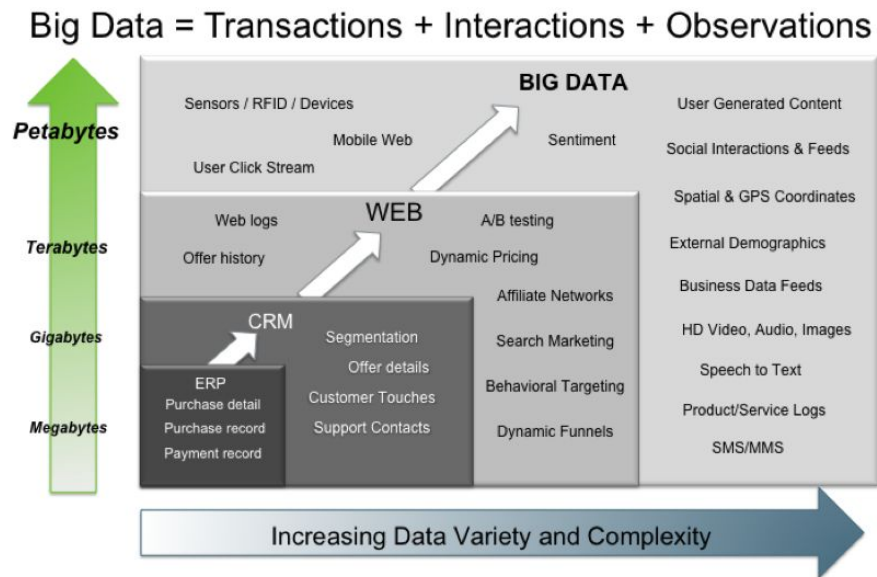 Big Data = Transactions + Interactions + Observations
Petabytes
Terabytes
Gigabytes
Megabytes
BIG DATA
Sensors / RFID / Devices
Mobile Web
Sentiment
User Click Stream
User Generated Content
Social Interactions & Feeds
Spatial & GPS Coordinates
External Demographics
Business Data Feeds
HD Video, Audio, Images
Speech to Text
Product/Service Logs
SMS/MMS
WEB
Web logs
A/B testing
Offer history
Dynamic Pricing
Affiliate Networks
Search Marketing
Behavioral Targeting
Dynamic Funnels
CRM
Segmentation
Offer details
Customer Touches
Support Contacts
ERP
Purchase detail
Purchase record
Payment record
Increasing Data Variety and Complexity